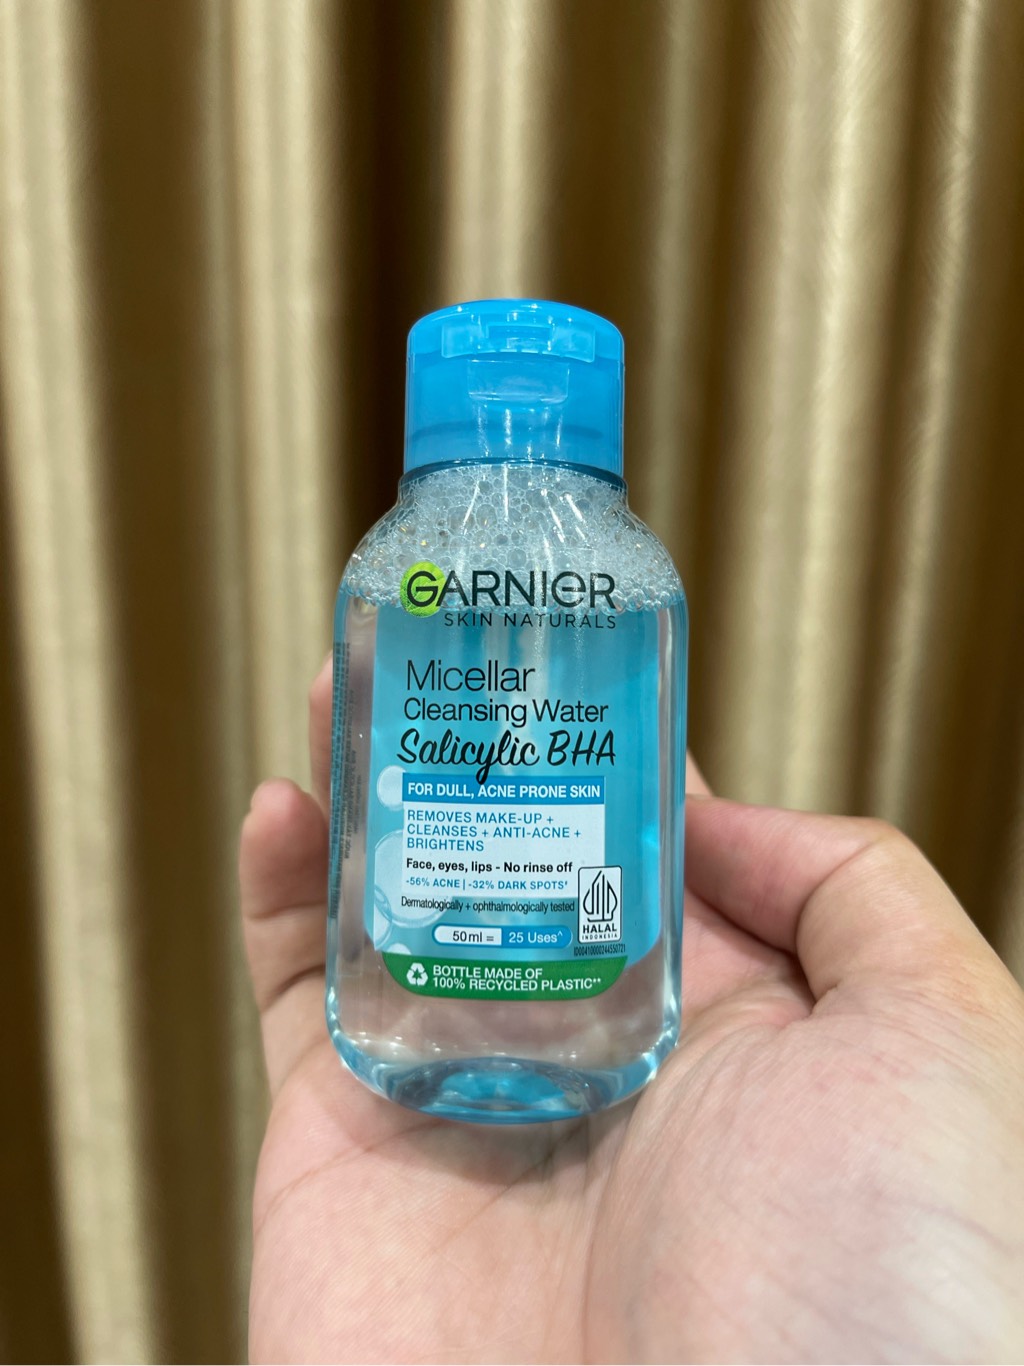 GARNIER
SKIN NATURALS
Micellar
Cleansing Water
Salicylic BHA
FOR DULL, ACNE PRONE SKIN
REMOVES MAKE-UP +
CLEANSES + ANTI-ACNE +
BRIGHTENS
Face, eyes, lips - No rinse off
-56% ACNE | -32% DARK SPOTS*
Dermatologically + ophthalmologically tested
HALAL
INDONESIA
50ml = 25 Uses^
BOTTLE MADE OF
100% RECYCLED PLASTIC**